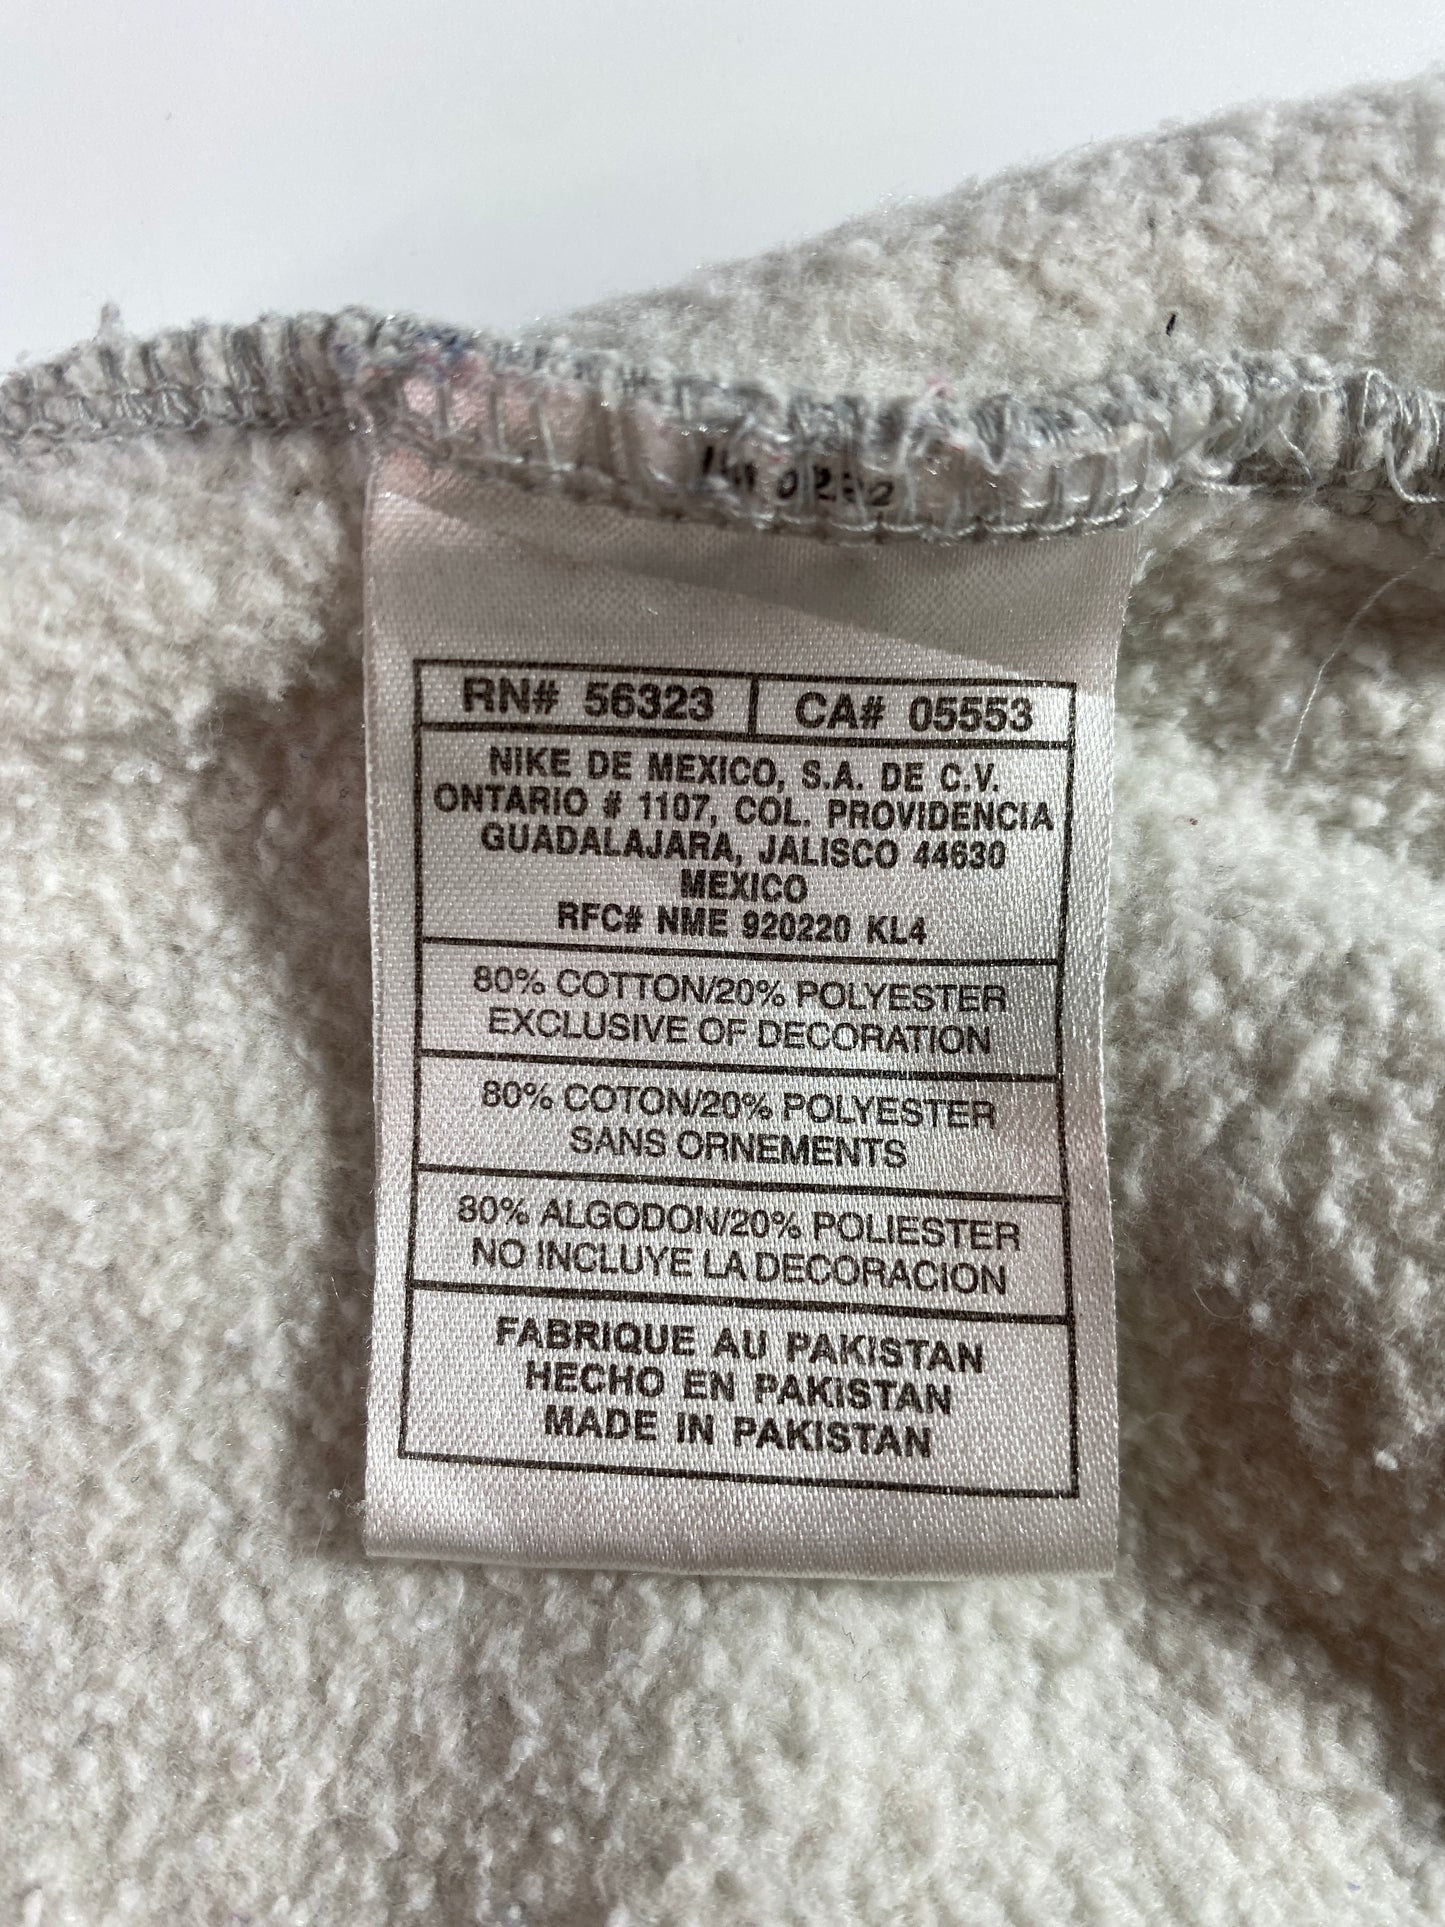 RN# 56323
CA# 05553
NIKE DE MEXICO, S.A. DE C.V.
ONTARIO # 1107, COL. PROVIDENCIA
GUADALAJARA, JALISCO 44630
MEXICO
RFC# NME 920220 KL4
80% COTTON/20% POLYESTER
EXCLUSIVE OF DECORATION
80% COTON/20% POLYESTER
SANS ORNEMENTS
80% ALGODON/20% POLIESTER
NO INCLUYE LA DECORACION
FABRIQUE AU PAKISTAN
HECHO EN PAKISTAN
MADE IN PAKISTAN